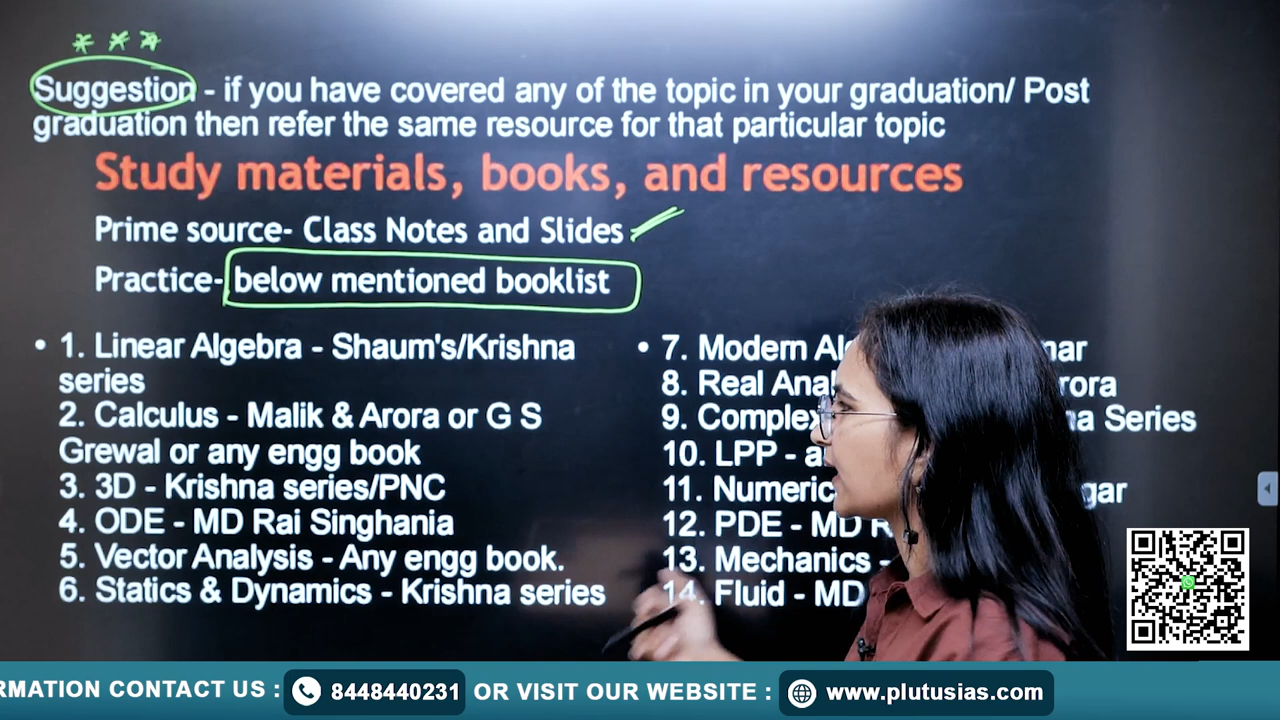 Suggestion - if you have covered any of the topic in your graduation/ Post
graduation then refer the same resource for that particular topic
Study materials, books, and resources
Prime source- Class Notes and Slides
Practice- below mentioned booklist
• 1. Linear Algebra - Shaum's/Krishna
series
2. Calculus - Malik & Arora or G S
Grewal or any engg book
3. 3D - Krishna series/PNC
4. ODE - MD Rai Singhania
5. Vector Analysis - Any engg book.
6. Statics & Dynamics - Krishna series
• 7. Modern
8. Real
9. Complex Series
10. LPP -
11.
12. PDE - MD
13. Mechanics -
14. Fluid - MD
CONTACT US :
8448440231
OR VISIT OUR WEBSITE :
www.plutusias.com